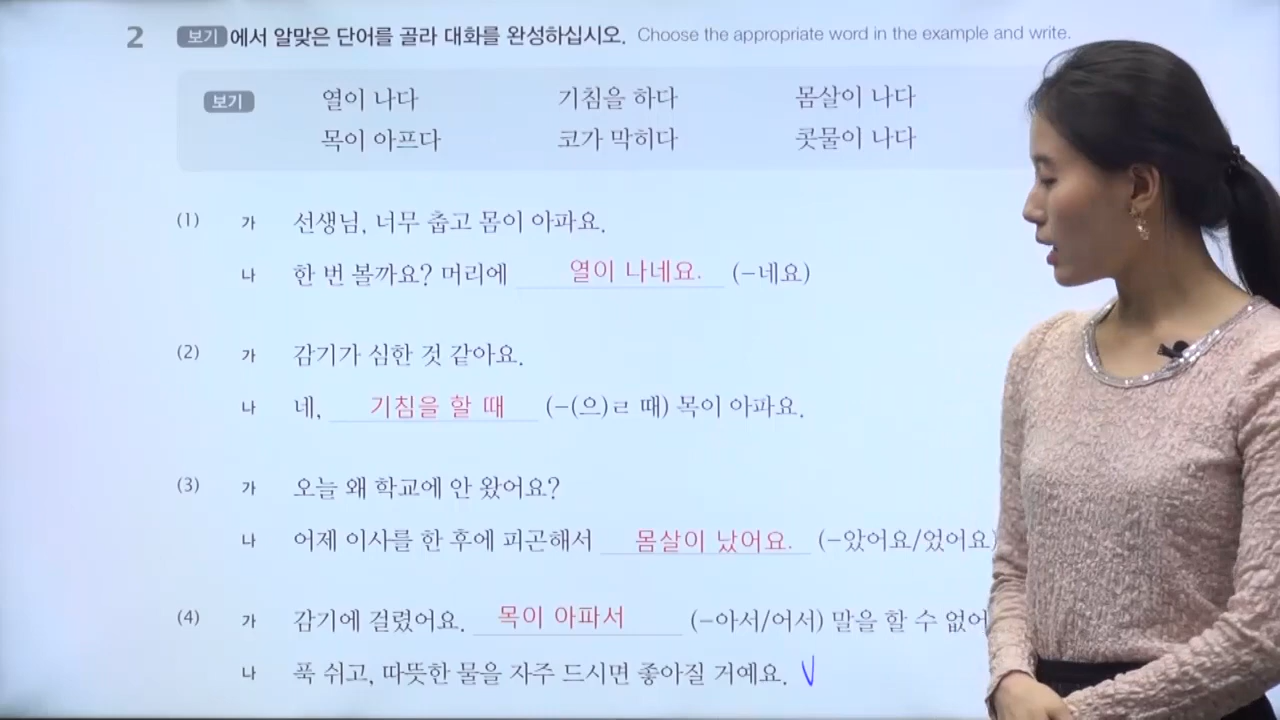 2 보기 에서 알맞은 단어를 골라 대화를 완성하십시오. Choose the appropriate word in the example and write.
보기 열이 나다 기침을 하다 몸살이 나다
목이 아프다 코가 막히다 콧물이 나다
(1) 가 선생님, 너무 춥고 몸이 아파요.
나 한 번 볼까요? 머리에 열이 나네요. (-네요)
(2) 가 감기가 심한 것 같아요.
나 네, 기침을 할 때 (-(으)ㄹ 때) 목이 아파요.
(3) 가 오늘 왜 학교에 안 왔어요?
나 어제 이사를 한 후에 피곤해서 몸살이 났어요. (-았어요/었어요)
(4) 가 감기에 걸렸어요. 목이 아파서 (-아서/어서) 말을 할 수 없어
나 푹 쉬고, 따뜻한 물을 자주 드시면 좋아질 거예요.